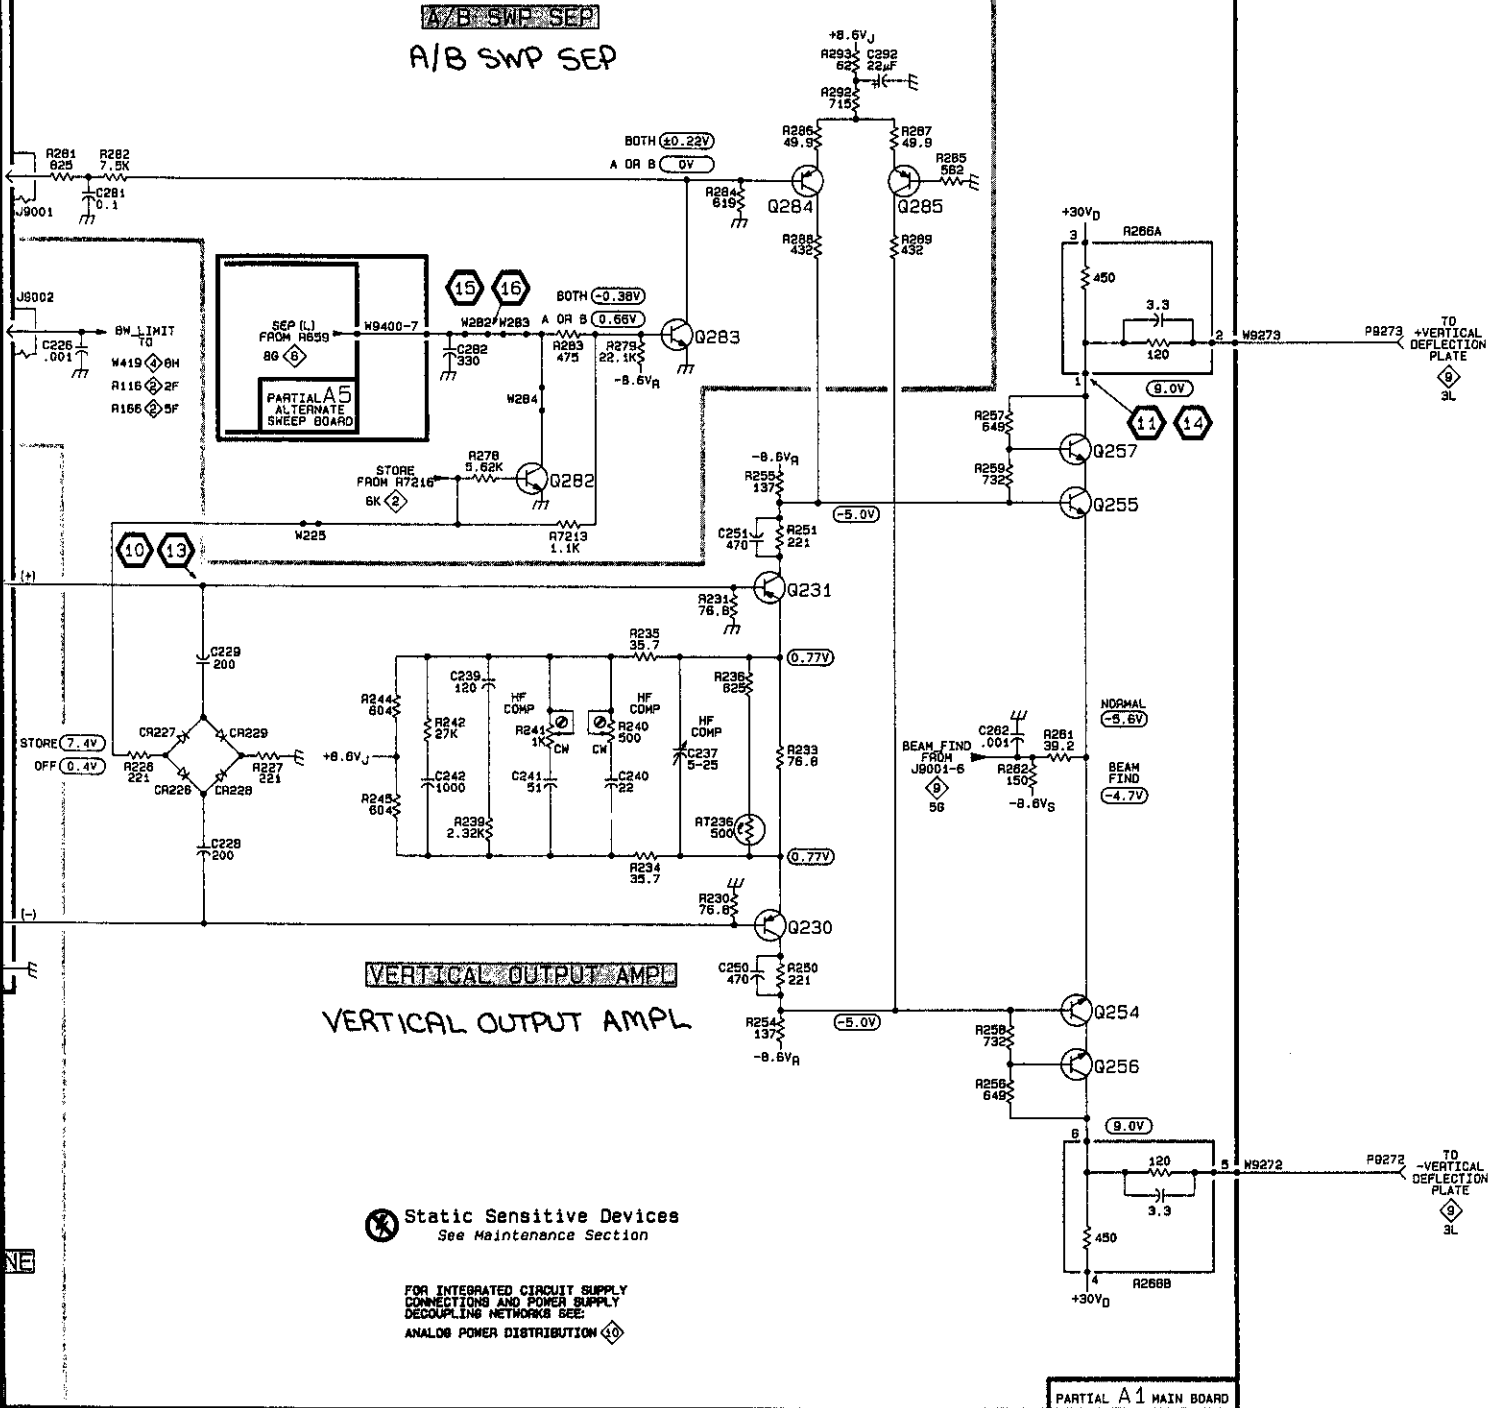 A/B SWP SEP
A/B SWP SEP
+8.6VJ
R293
62
C292
22µF
R292
715
R286
49.9
R287
49.9
BOTH ±0.22V
A OR B 0V
R285
582
R281
825
R282
7.5K
C281
0.1
J9001
R284
619
Q284
Q285
R288
432
R289
432
+30VD
3
R266A
450
3.3
120
2
W9273
P9273
TO
+VERTICAL
DEFLECTION
PLATE
9
3L
1
9.0V
11
14
J9002
C226
.001
BW LIMIT
TO
W419 4 8H
R116 2 2F
R166 2 5F
SEP (L)
FROM R659
8G 6
W9400-7
PARTIAL A5
ALTERNATE
SWEEP BOARD
15
16
BOTH -0.38V
A OR B 0.66V
W282
W283
C282
330
R283
475
R279
22.1K
-8.6VA
Q283
W284
R257
649
Q257
R259
732
Q255
STORE
FROM R7216
6K 2
R278
5.62K
Q282
W225
R7213
1.1K
-8.6VA
R255
137
-5.0V
C251
470
R251
221
10
13
(+)
Q231
R231
76.8
C229
200
R235
35.7
0.77V
R244
604
R242
27K
C239
120
HF
COMP
R241
1K
CW
HF
COMP
R240
500
CW
HF
COMP
C237
5-25
R236
825
R233
76.8
STORE 7.4V
OFF 0.4V
CR227
CR229
R226
221
R227
221
CR226
CR228
+8.6VJ
C242
1000
C241
51
C240
22
R245
604
R239
2.32K
RT236
500
C228
200
R234
35.7
0.77V
BEAM FIND
FROM
J9001-6
9
5G
C262
.001
R261
39.2
R262
150
-8.6VS
NORMAL
-5.6V
BEAM
FIND
-4.7V
R230
76.8
(-)
Q230
C250
470
R250
221
VERTICAL OUTPUT AMPL
VERTICAL OUTPUT AMPL
R254
137
-8.6VA
-5.0V
Q254
R258
732
Q256
R256
649
6
9.0V
120
3.3
5
W9272
P9272
TO
-VERTICAL
DEFLECTION
PLATE
9
3L
450
4
+30VD
R266B
Static Sensitive Devices
See Maintenance Section
NE
FOR INTEGRATED CIRCUIT SUPPLY
CONNECTIONS AND POWER SUPPLY
DECOUPLING NETWORKS SEE:
ANALOG POWER DISTRIBUTION 10
PARTIAL A1 MAIN BOARD